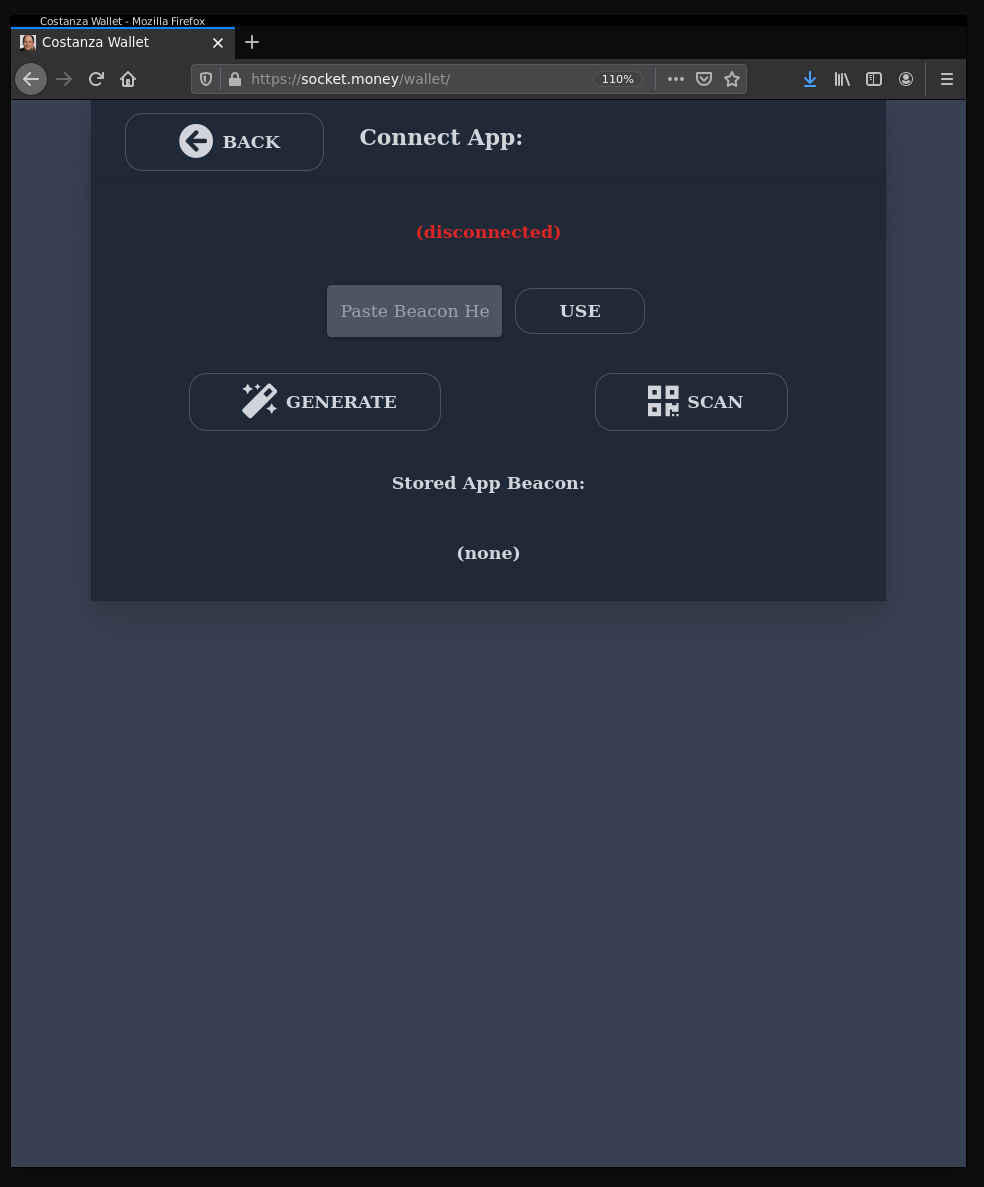 Costanza Wallet - Mozilla Firefox
Costanza Wallet
https://socket.money/wallet/
110%
BACK
Connect App:
(disconnected)
Paste Beacon He
USE
GENERATE
SCAN
Stored App Beacon:
(none)